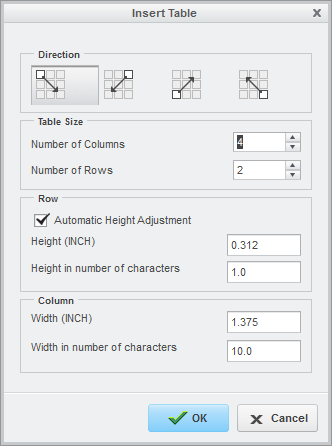 Insert Table
Direction
Table Size
Number of Columns 4
Number of Rows 2
Row
Automatic Height Adjustment
Height (INCH) 0.312
Height in number of characters 1.0
Column
Width (INCH) 1.375
Width in number of characters 10.0
OK Cancel